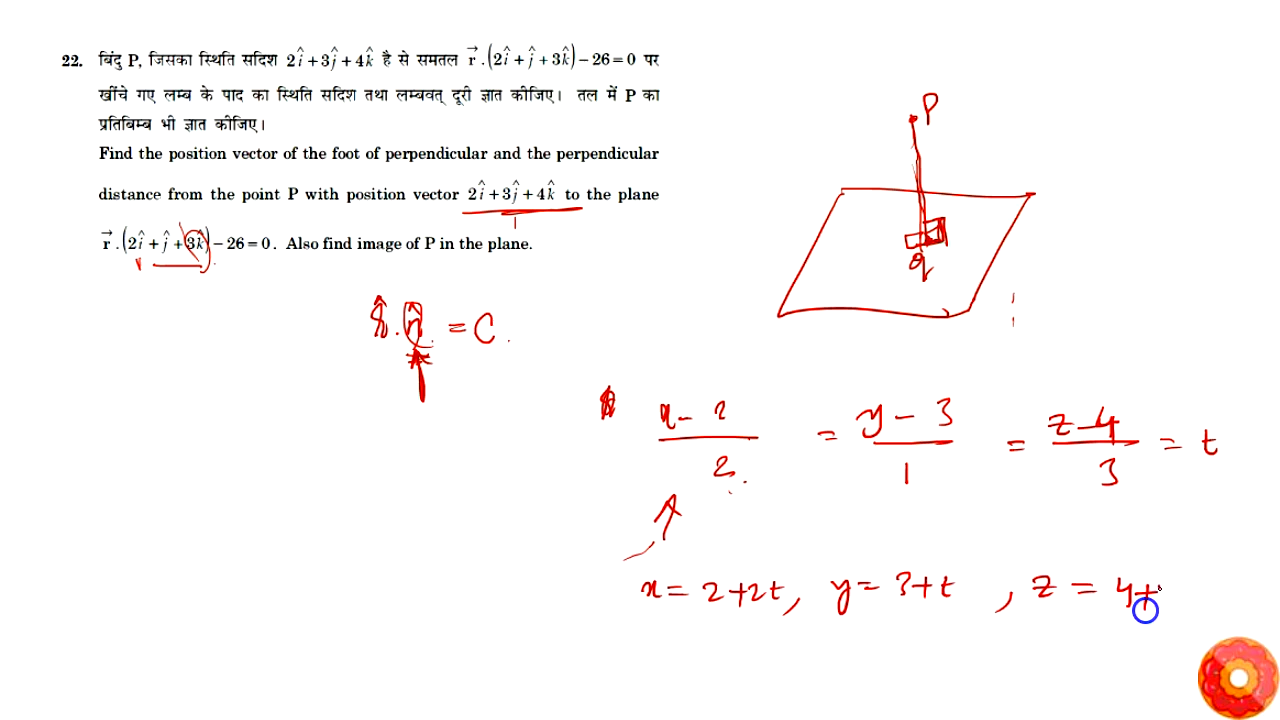 22. बिंदु P, जिसका स्थिति सदिश 2î + 3ĵ + 4k̂ है से समतल r⃗ . (2î + ĵ + 3k̂) − 26 = 0 पर
खींचे गए लम्ब के पाद का स्थिति सदिश तथा लम्बवत् दूरी ज्ञात कीजिए। तल में P का
प्रतिबिम्ब भी ज्ञात कीजिए।
Find the position vector of the foot of perpendicular and the perpendicular
distance from the point P with position vector 2î + 3ĵ + 4k̂ to the plane
r⃗ . (2î + ĵ + 3k̂) − 26 = 0. Also find image of P in the plane.
P
q
. n̂ = C.
x - 2 / 2 = y - 3 / 1 = z - 4 / 3 = t
x = 2+2t, y = 3+t, z = 4+